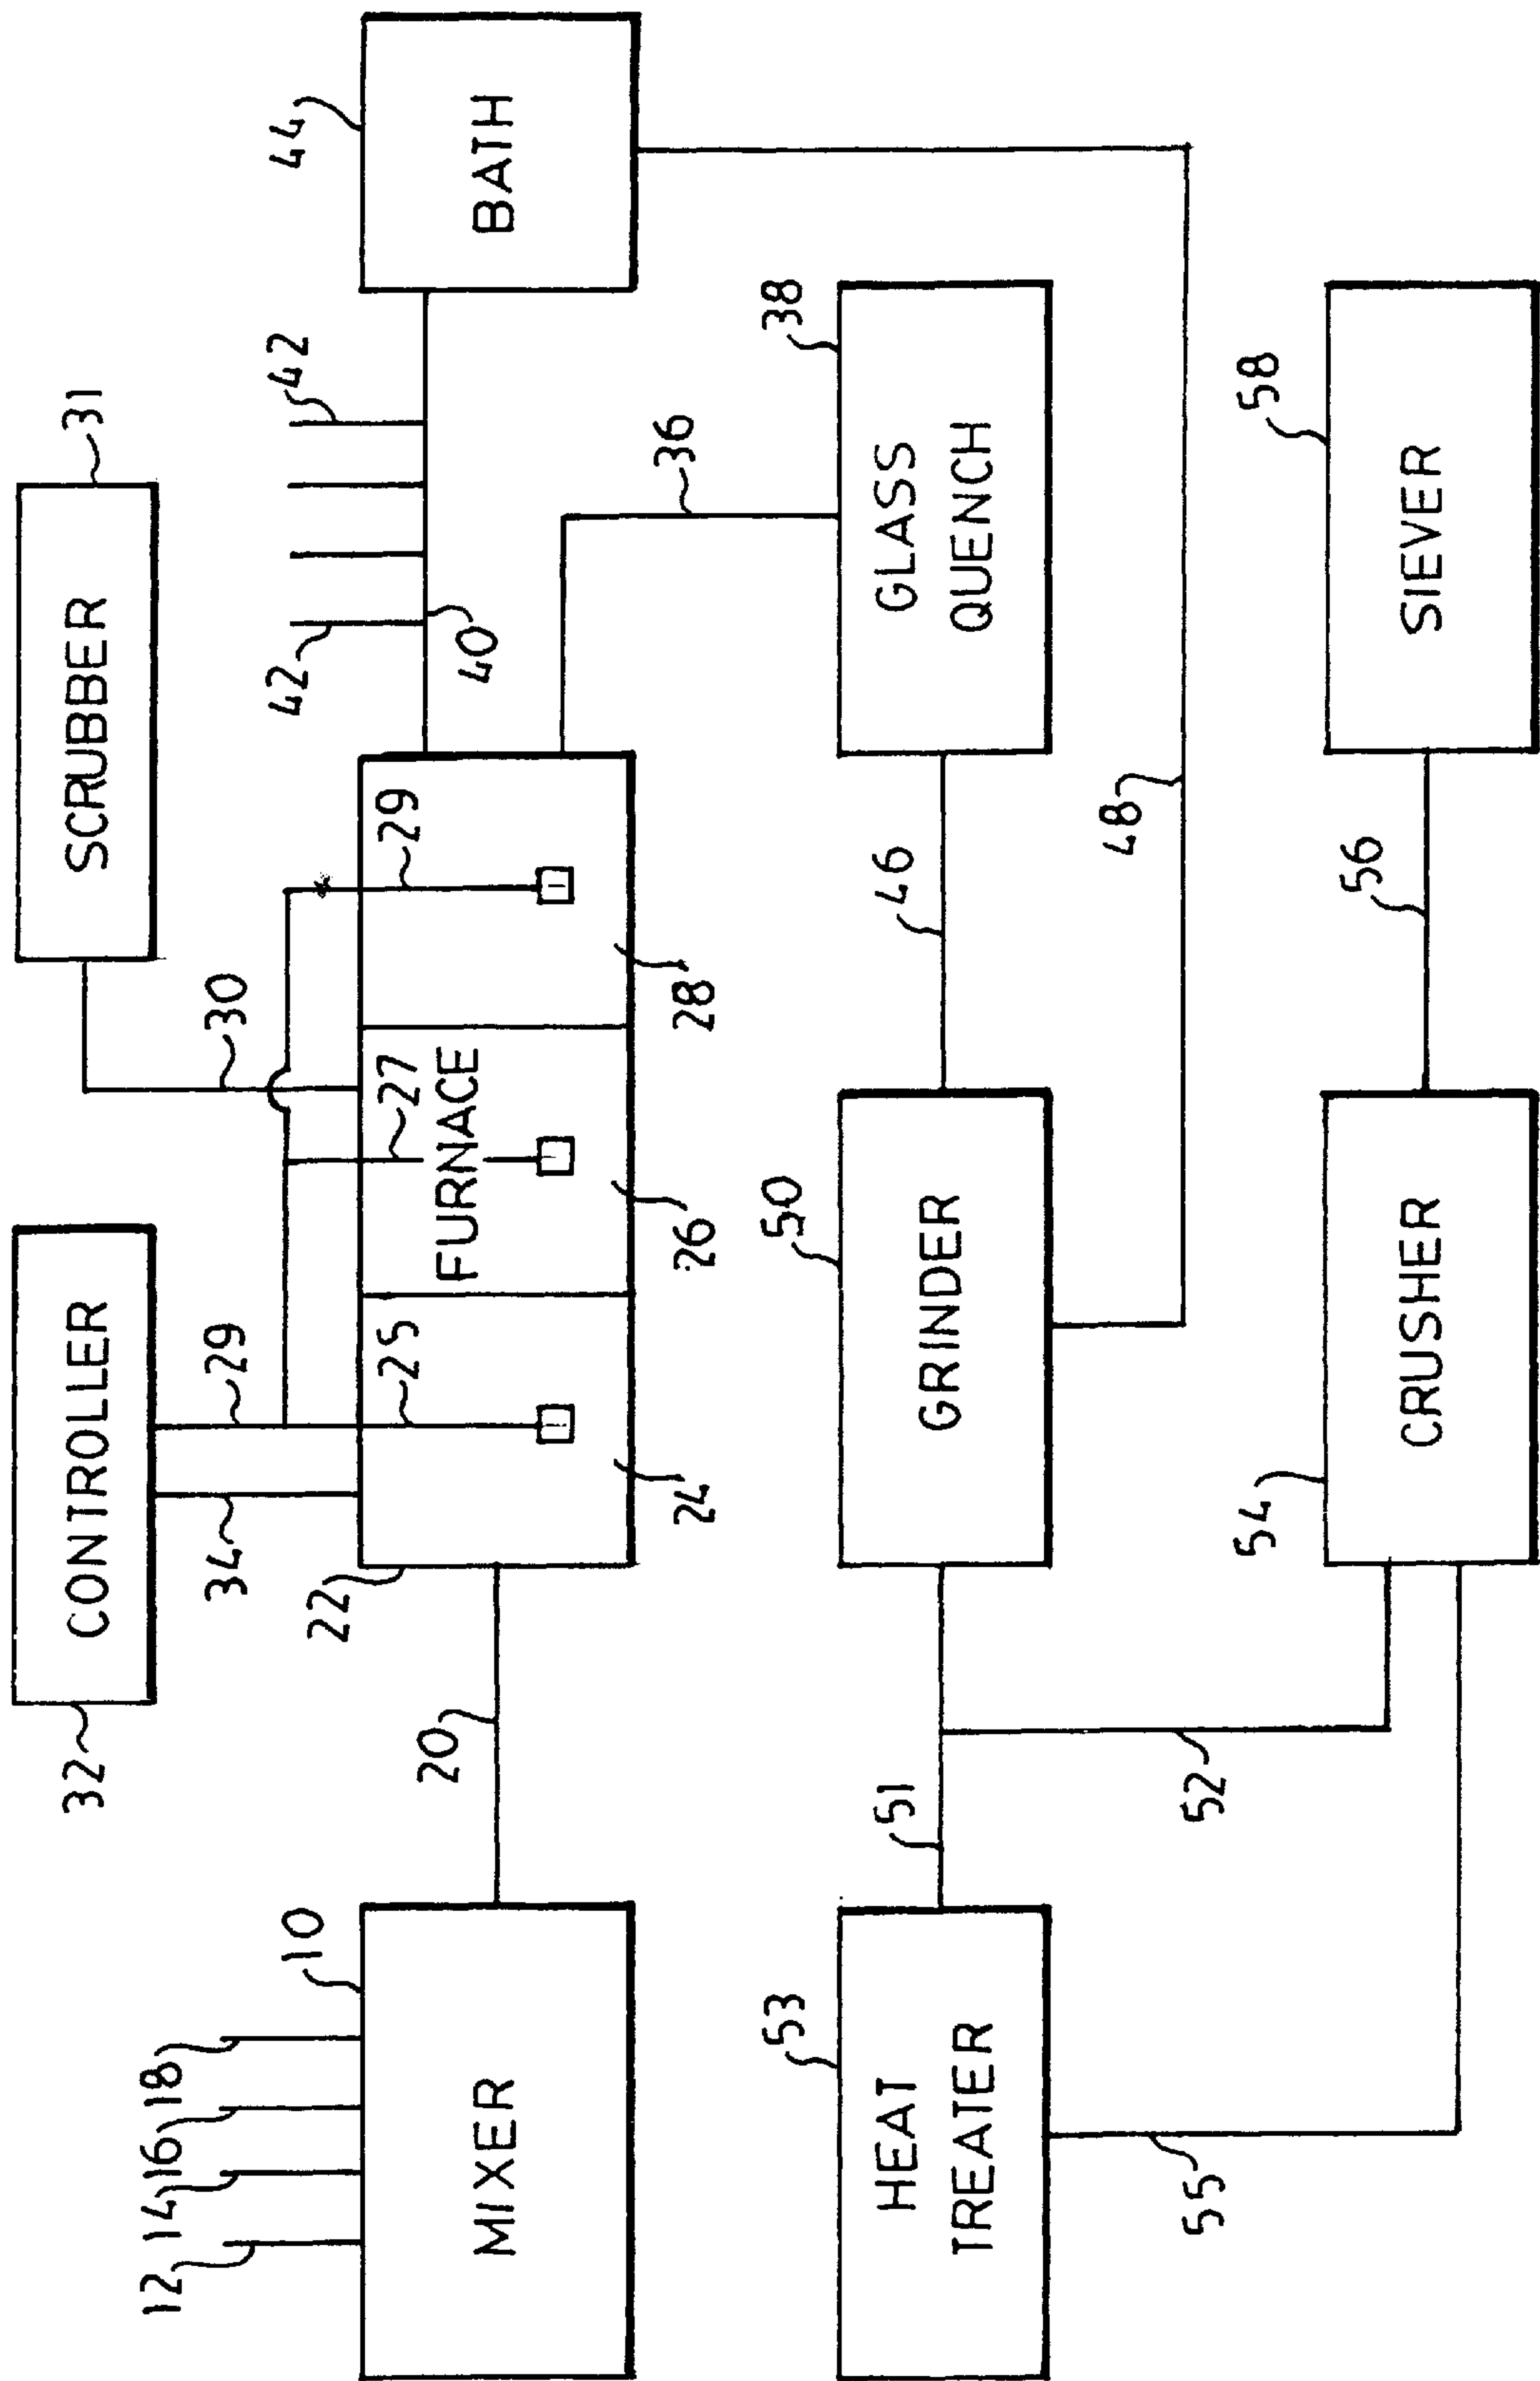 CONTROLLER
SCRUBBER
32
31
34
29
30
12
14
16
18
10
MIXER
20
22
25
27
29
FURNACE
24
26
28
42
42
40
44
BATH
36
53
HEAT
TREATER
51
50
GRINDER
46
38
GLASS
QUENCH
48
52
55
54
CRUSHER
56
58
SIEVER